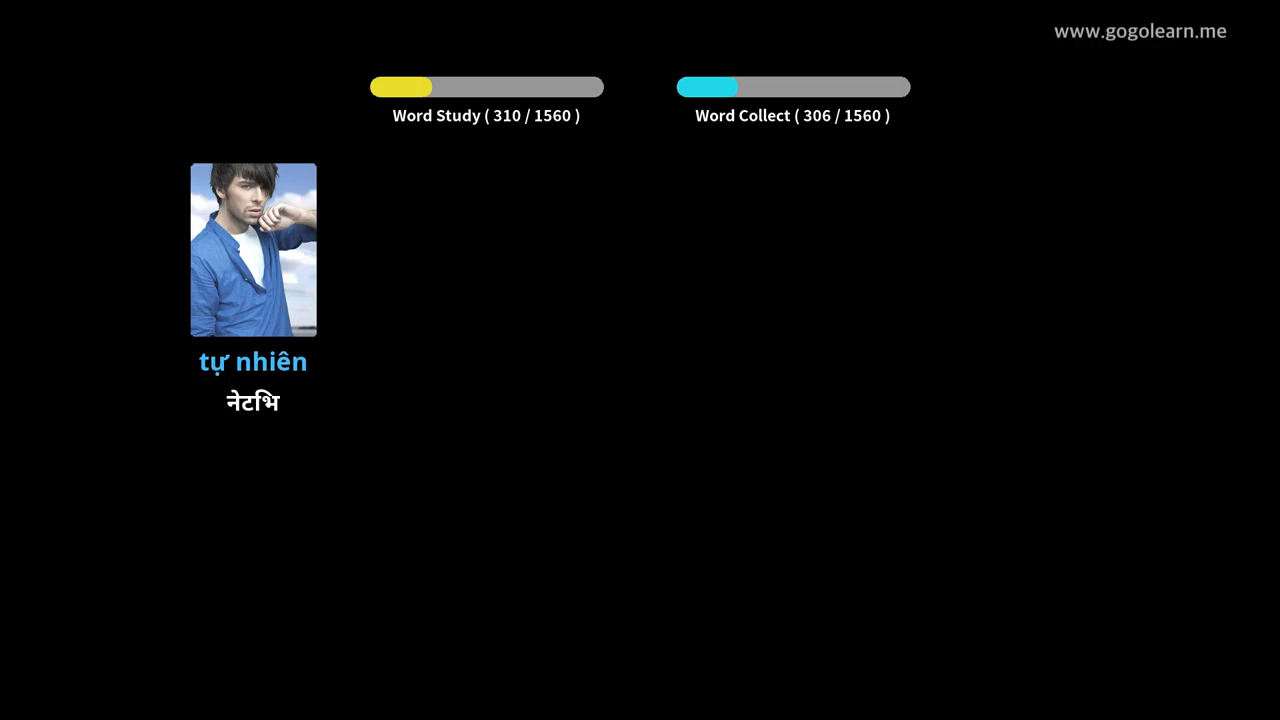 www.gogolearn.me
Word Study ( 310 / 1560 )
Word Collect ( 306 / 1560 )
tự nhiên
नेटभि